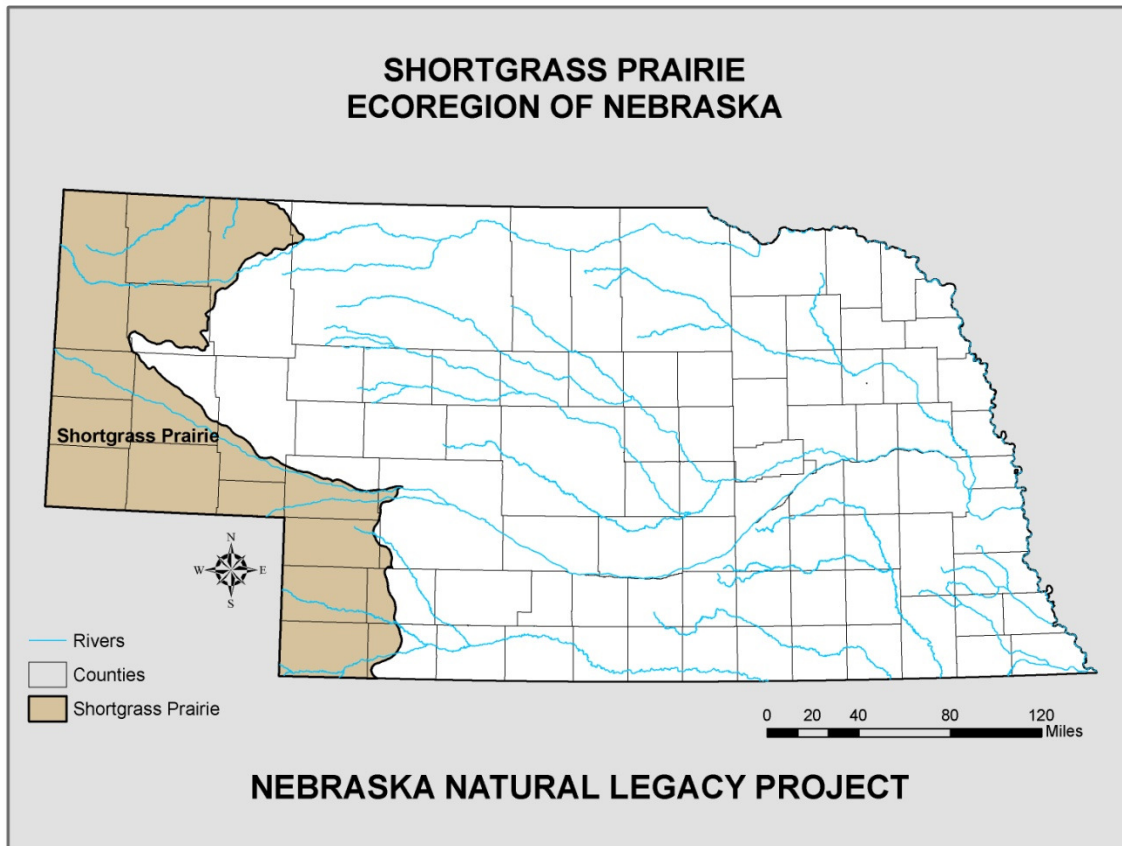 SHORTGRASS PRAIRIE
ECOREGION OF NEBRASKA
Shortgrass Prairie
N
W E
S
Rivers
Counties
Shortgrass Prairie
0 20 40 80 120
Miles
NEBRASKA NATURAL LEGACY PROJECT